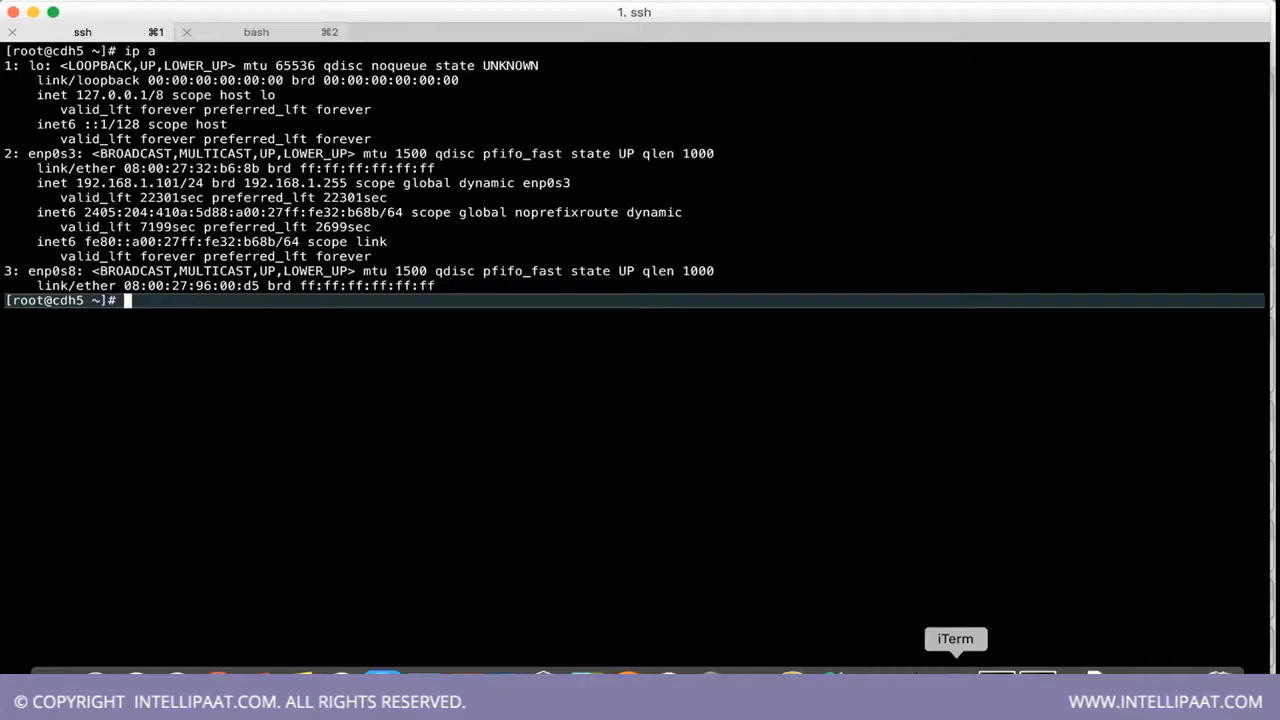 1. ssh
ssh ⌘1 bash ⌘2
[root@cdh5 ~]# ip a
1: lo: <LOOPBACK,UP,LOWER_UP> mtu 65536 qdisc noqueue state UNKNOWN
link/loopback 00:00:00:00:00:00 brd 00:00:00:00:00:00
inet 127.0.0.1/8 scope host lo
valid_lft forever preferred_lft forever
inet6 ::1/128 scope host
valid_lft forever preferred_lft forever
2: enp0s3: <BROADCAST,MULTICAST,UP,LOWER_UP> mtu 1500 qdisc pfifo_fast state UP qlen 1000
link/ether 08:00:27:32:b6:8b brd ff:ff:ff:ff:ff:ff
inet 192.168.1.101/24 brd 192.168.1.255 scope global dynamic enp0s3
valid_lft 22301sec preferred_lft 22301sec
inet6 2405:204:410a:5d88:a00:27ff:fe32:b68b/64 scope global noprefixroute dynamic
valid_lft 7199sec preferred_lft 2699sec
inet6 fe80::a00:27ff:fe32:b68b/64 scope link
valid_lft forever preferred_lft forever
3: enp0s8: <BROADCAST,MULTICAST,UP,LOWER_UP> mtu 1500 qdisc pfifo_fast state UP qlen 1000
link/ether 08:00:27:96:00:d5 brd ff:ff:ff:ff:ff:ff
[root@cdh5 ~]#
iTerm
© COPYRIGHT INTELLIPAAT.COM. ALL RIGHTS RESERVED.
WWW.INTELLIPAAT.COM